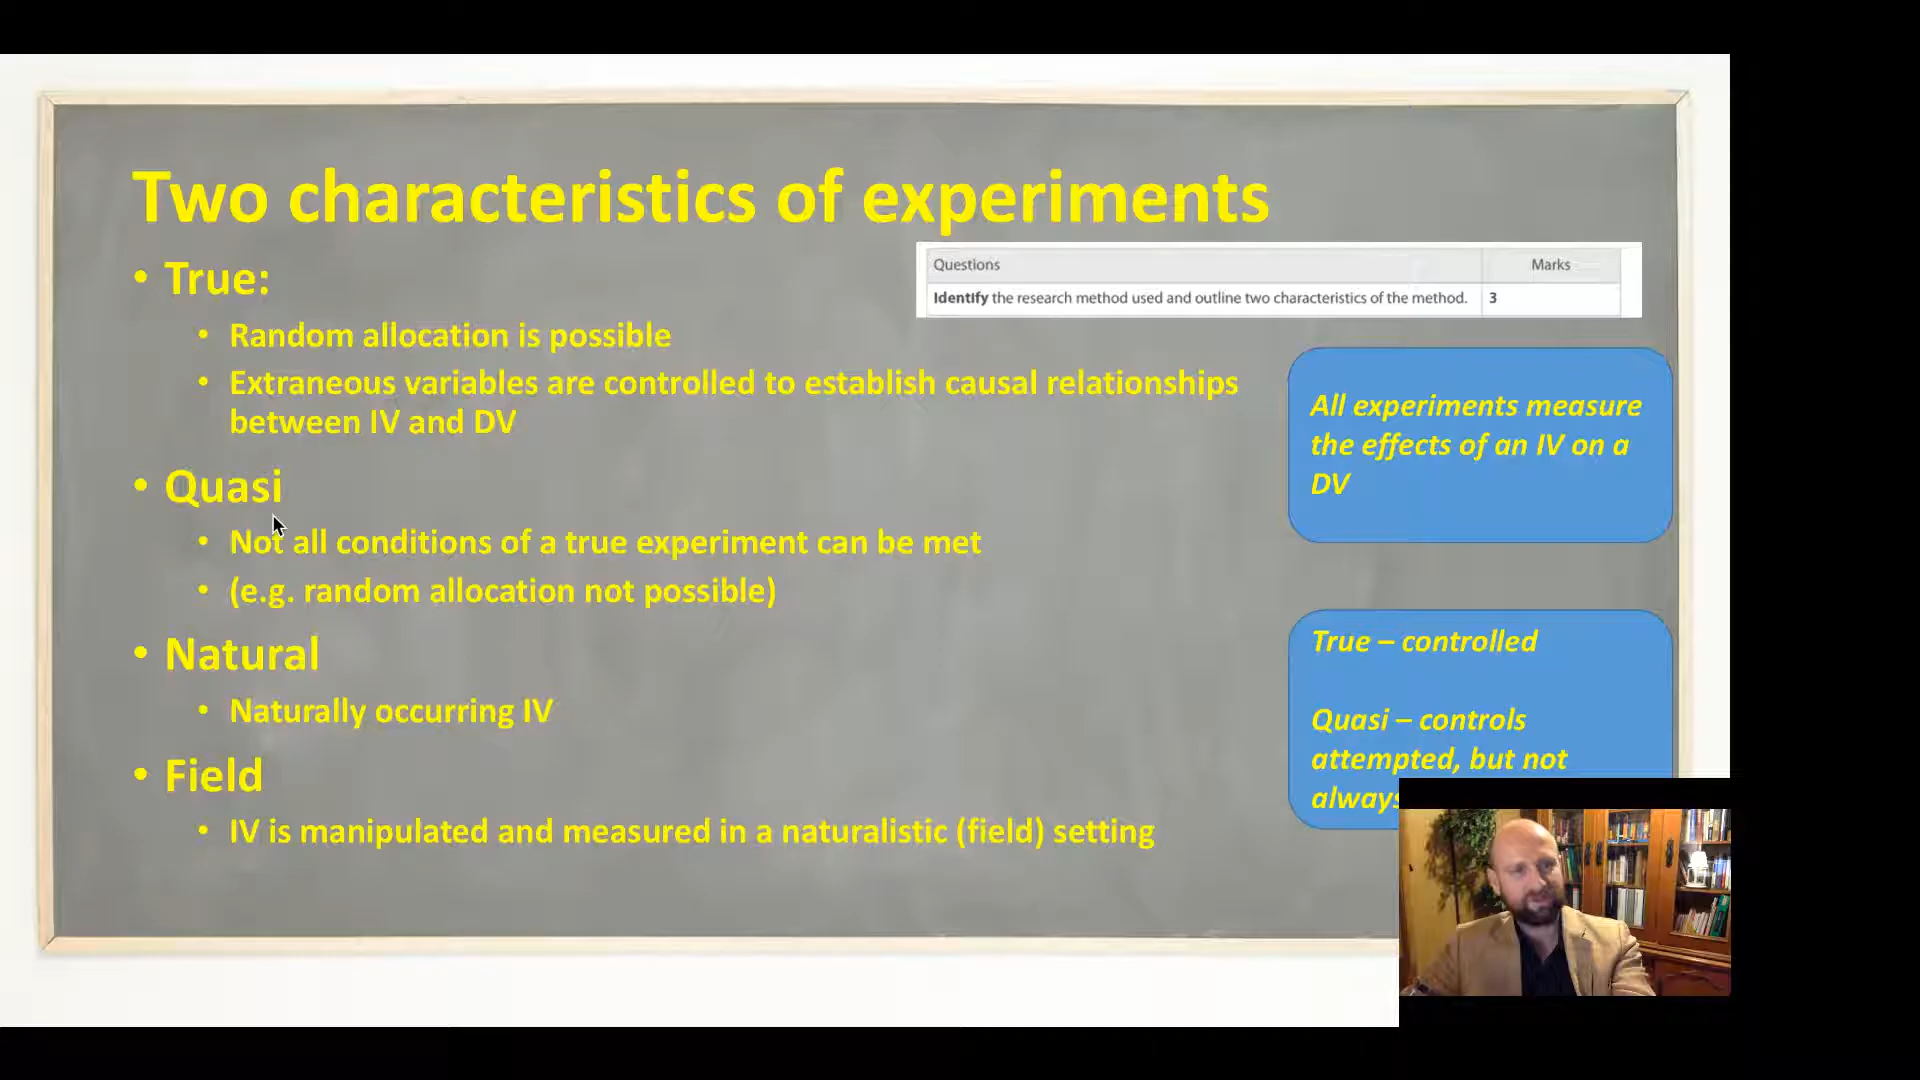 Two characteristics of experiments
• True:
• Random allocation is possible
• Extraneous variables are controlled to establish causal relationships
between IV and DV
• Quasi
• Not all conditions of a true experiment can be met
• (e.g. random allocation not possible)
• Natural
• Naturally occurring IV
• Field
• IV is manipulated and measured in a naturalistic (field) setting
Questions Marks
Identify the research method used and outline two characteristics of the method. 3
All experiments measure
the effects of an IV on a
DV
True – controlled
Quasi – controls
attempted, but not
always